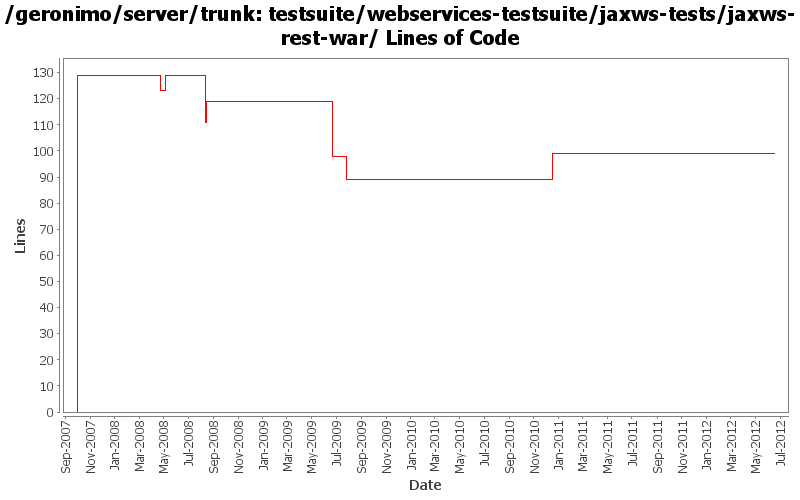 /geronimo/server/trunk: testsuite/webservices-testsuite/jaxws-tests/jaxws-
rest-war/ Lines of Code
130
120
110
100
90
80
70
60
50
40
30
20
10
0
Lines
Sep-2007
Nov-2007
Jan-2008
Mar-2008
May-2008
Jul-2008
Sep-2008
Nov-2008
Jan-2009
Mar-2009
May-2009
Jul-2009
Sep-2009
Nov-2009
Jan-2010
Mar-2010
May-2010
Jul-2010
Sep-2010
Nov-2010
Jan-2011
Mar-2011
May-2011
Jul-2011
Sep-2011
Nov-2011
Jan-2012
Mar-2012
May-2012
Jul-2012
Date